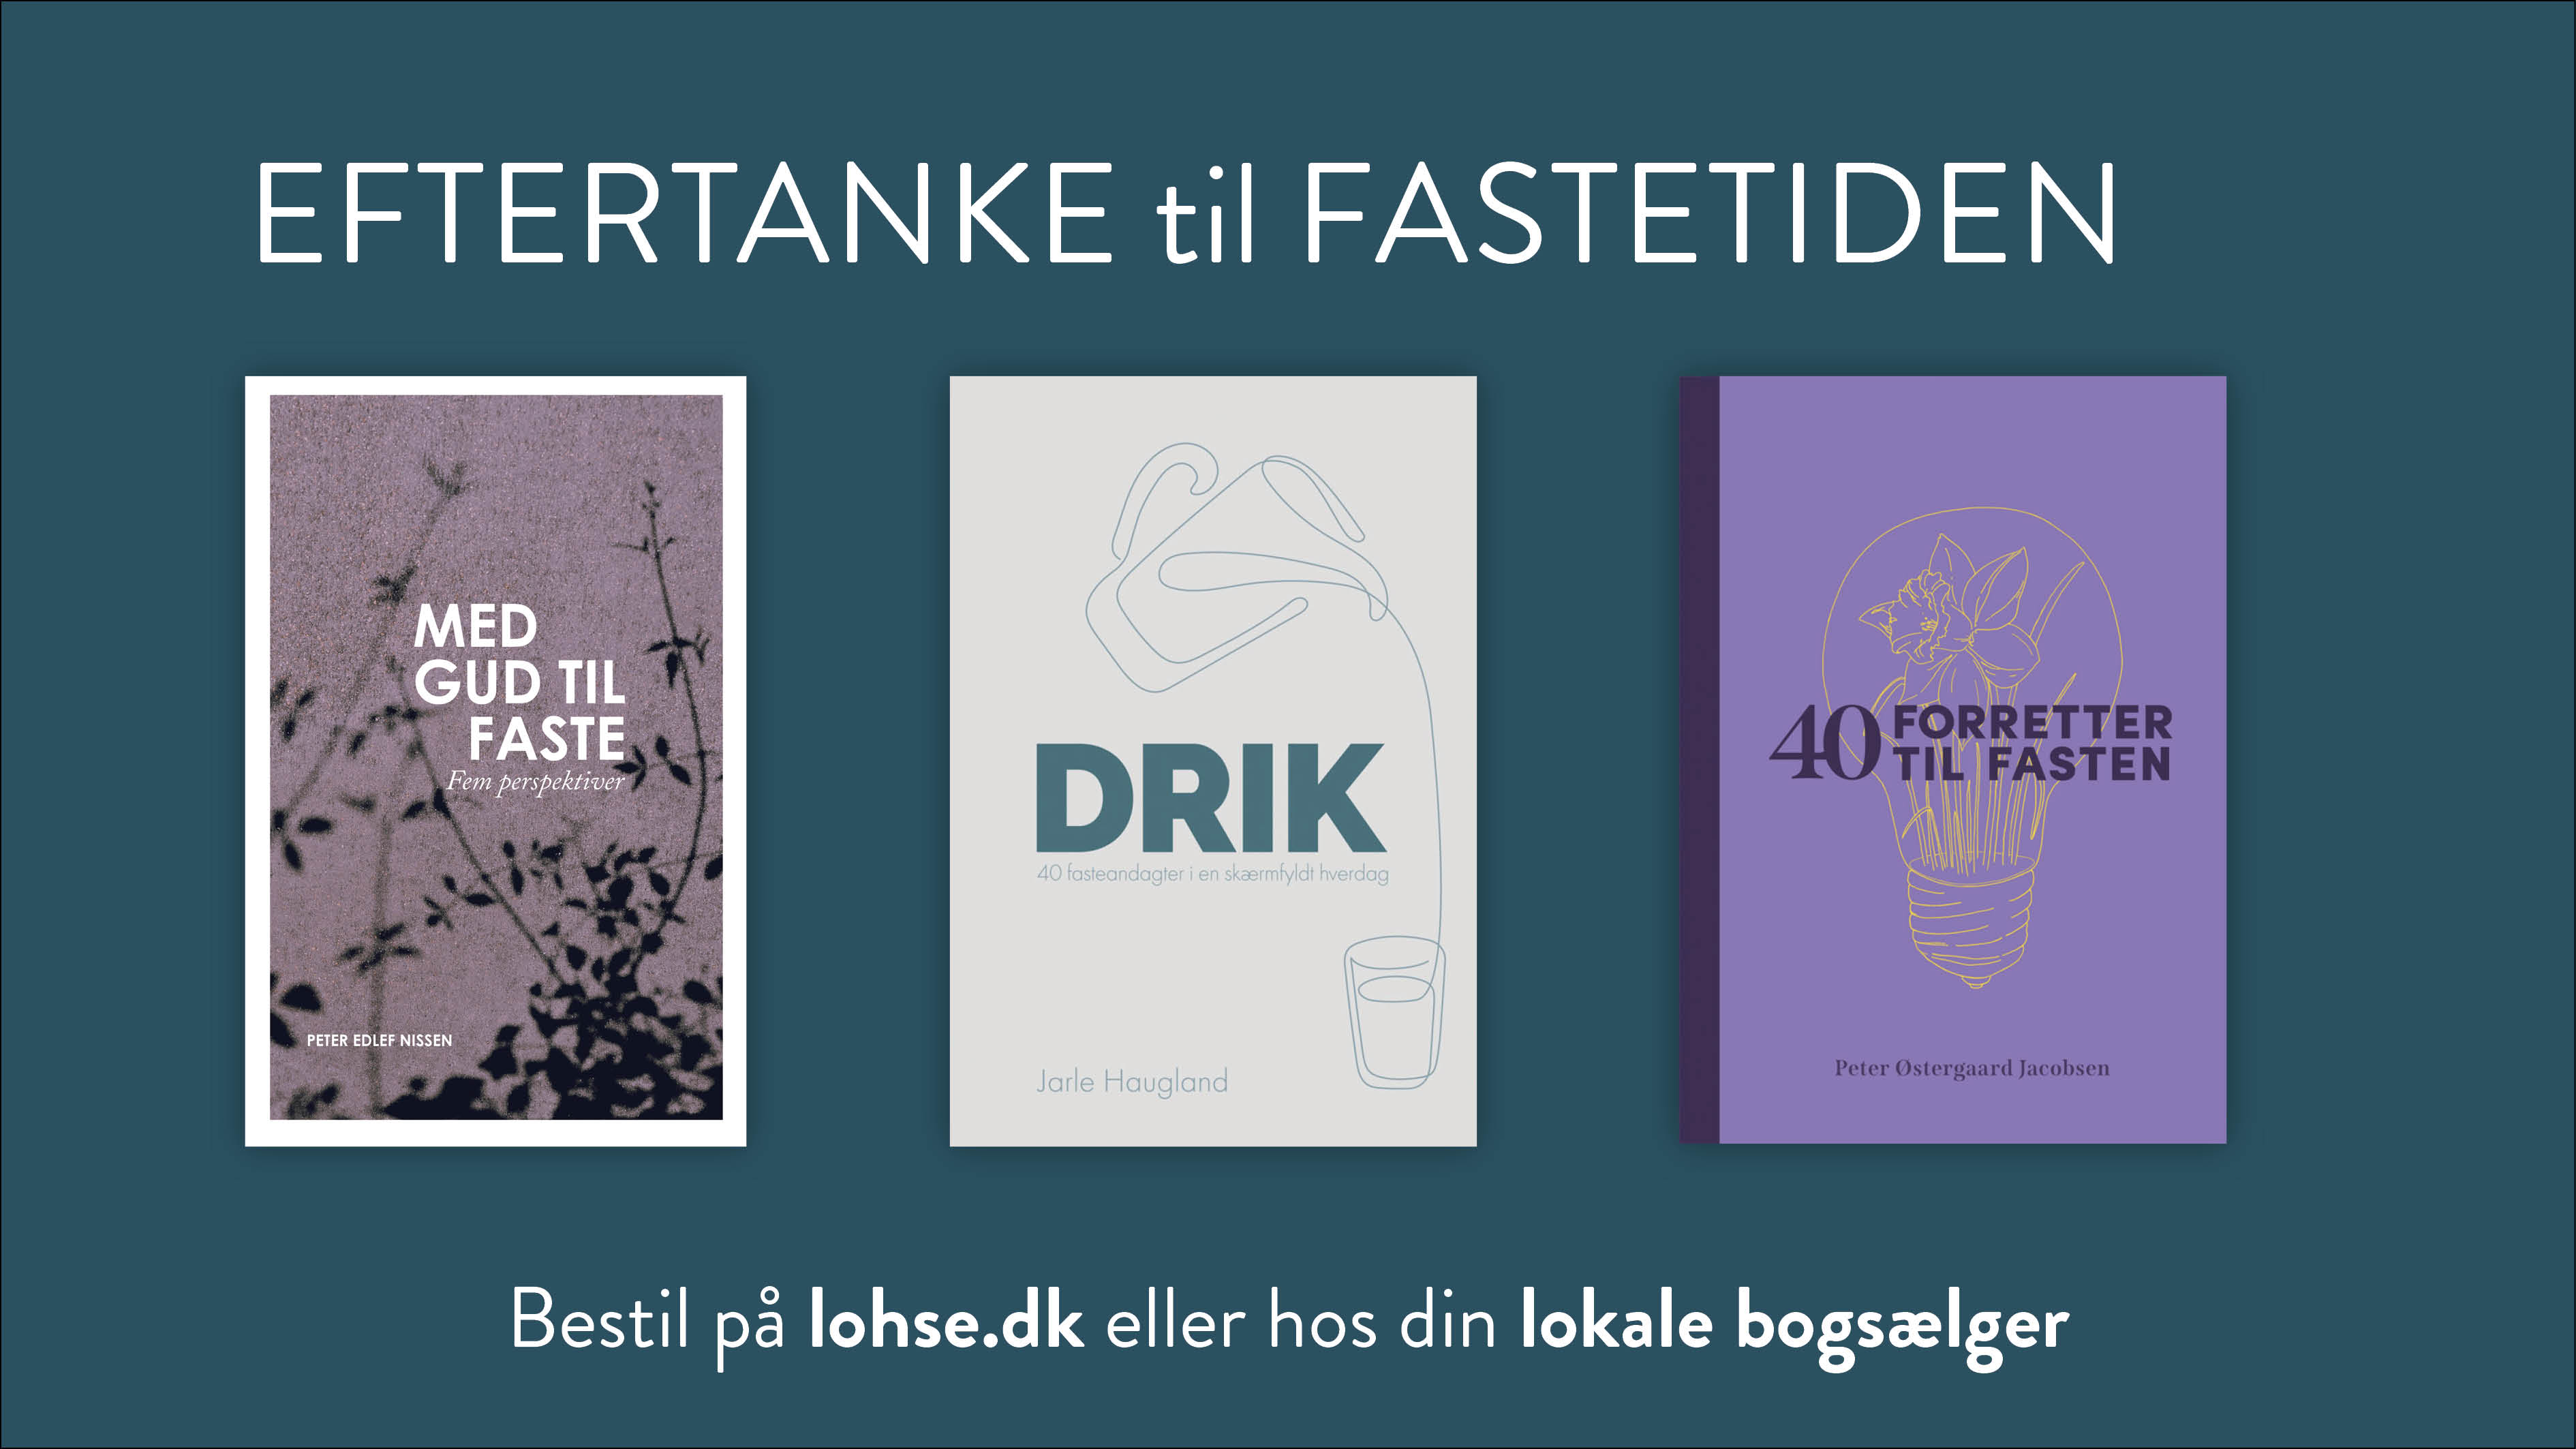 EFTERTANKE til FASTETIDEN
MED
GUD TIL
FASTE
Fem perspektiver
PETER EDLEF NISSEN
DRIK
40 fasteandagter i en skærmfyldt hverdag
Jarle Haugland
40 FORRETTER
TIL FASTEN
Peter Østergaard Jacobsen
Bestil på lohse.dk eller hos din lokale bogsælger